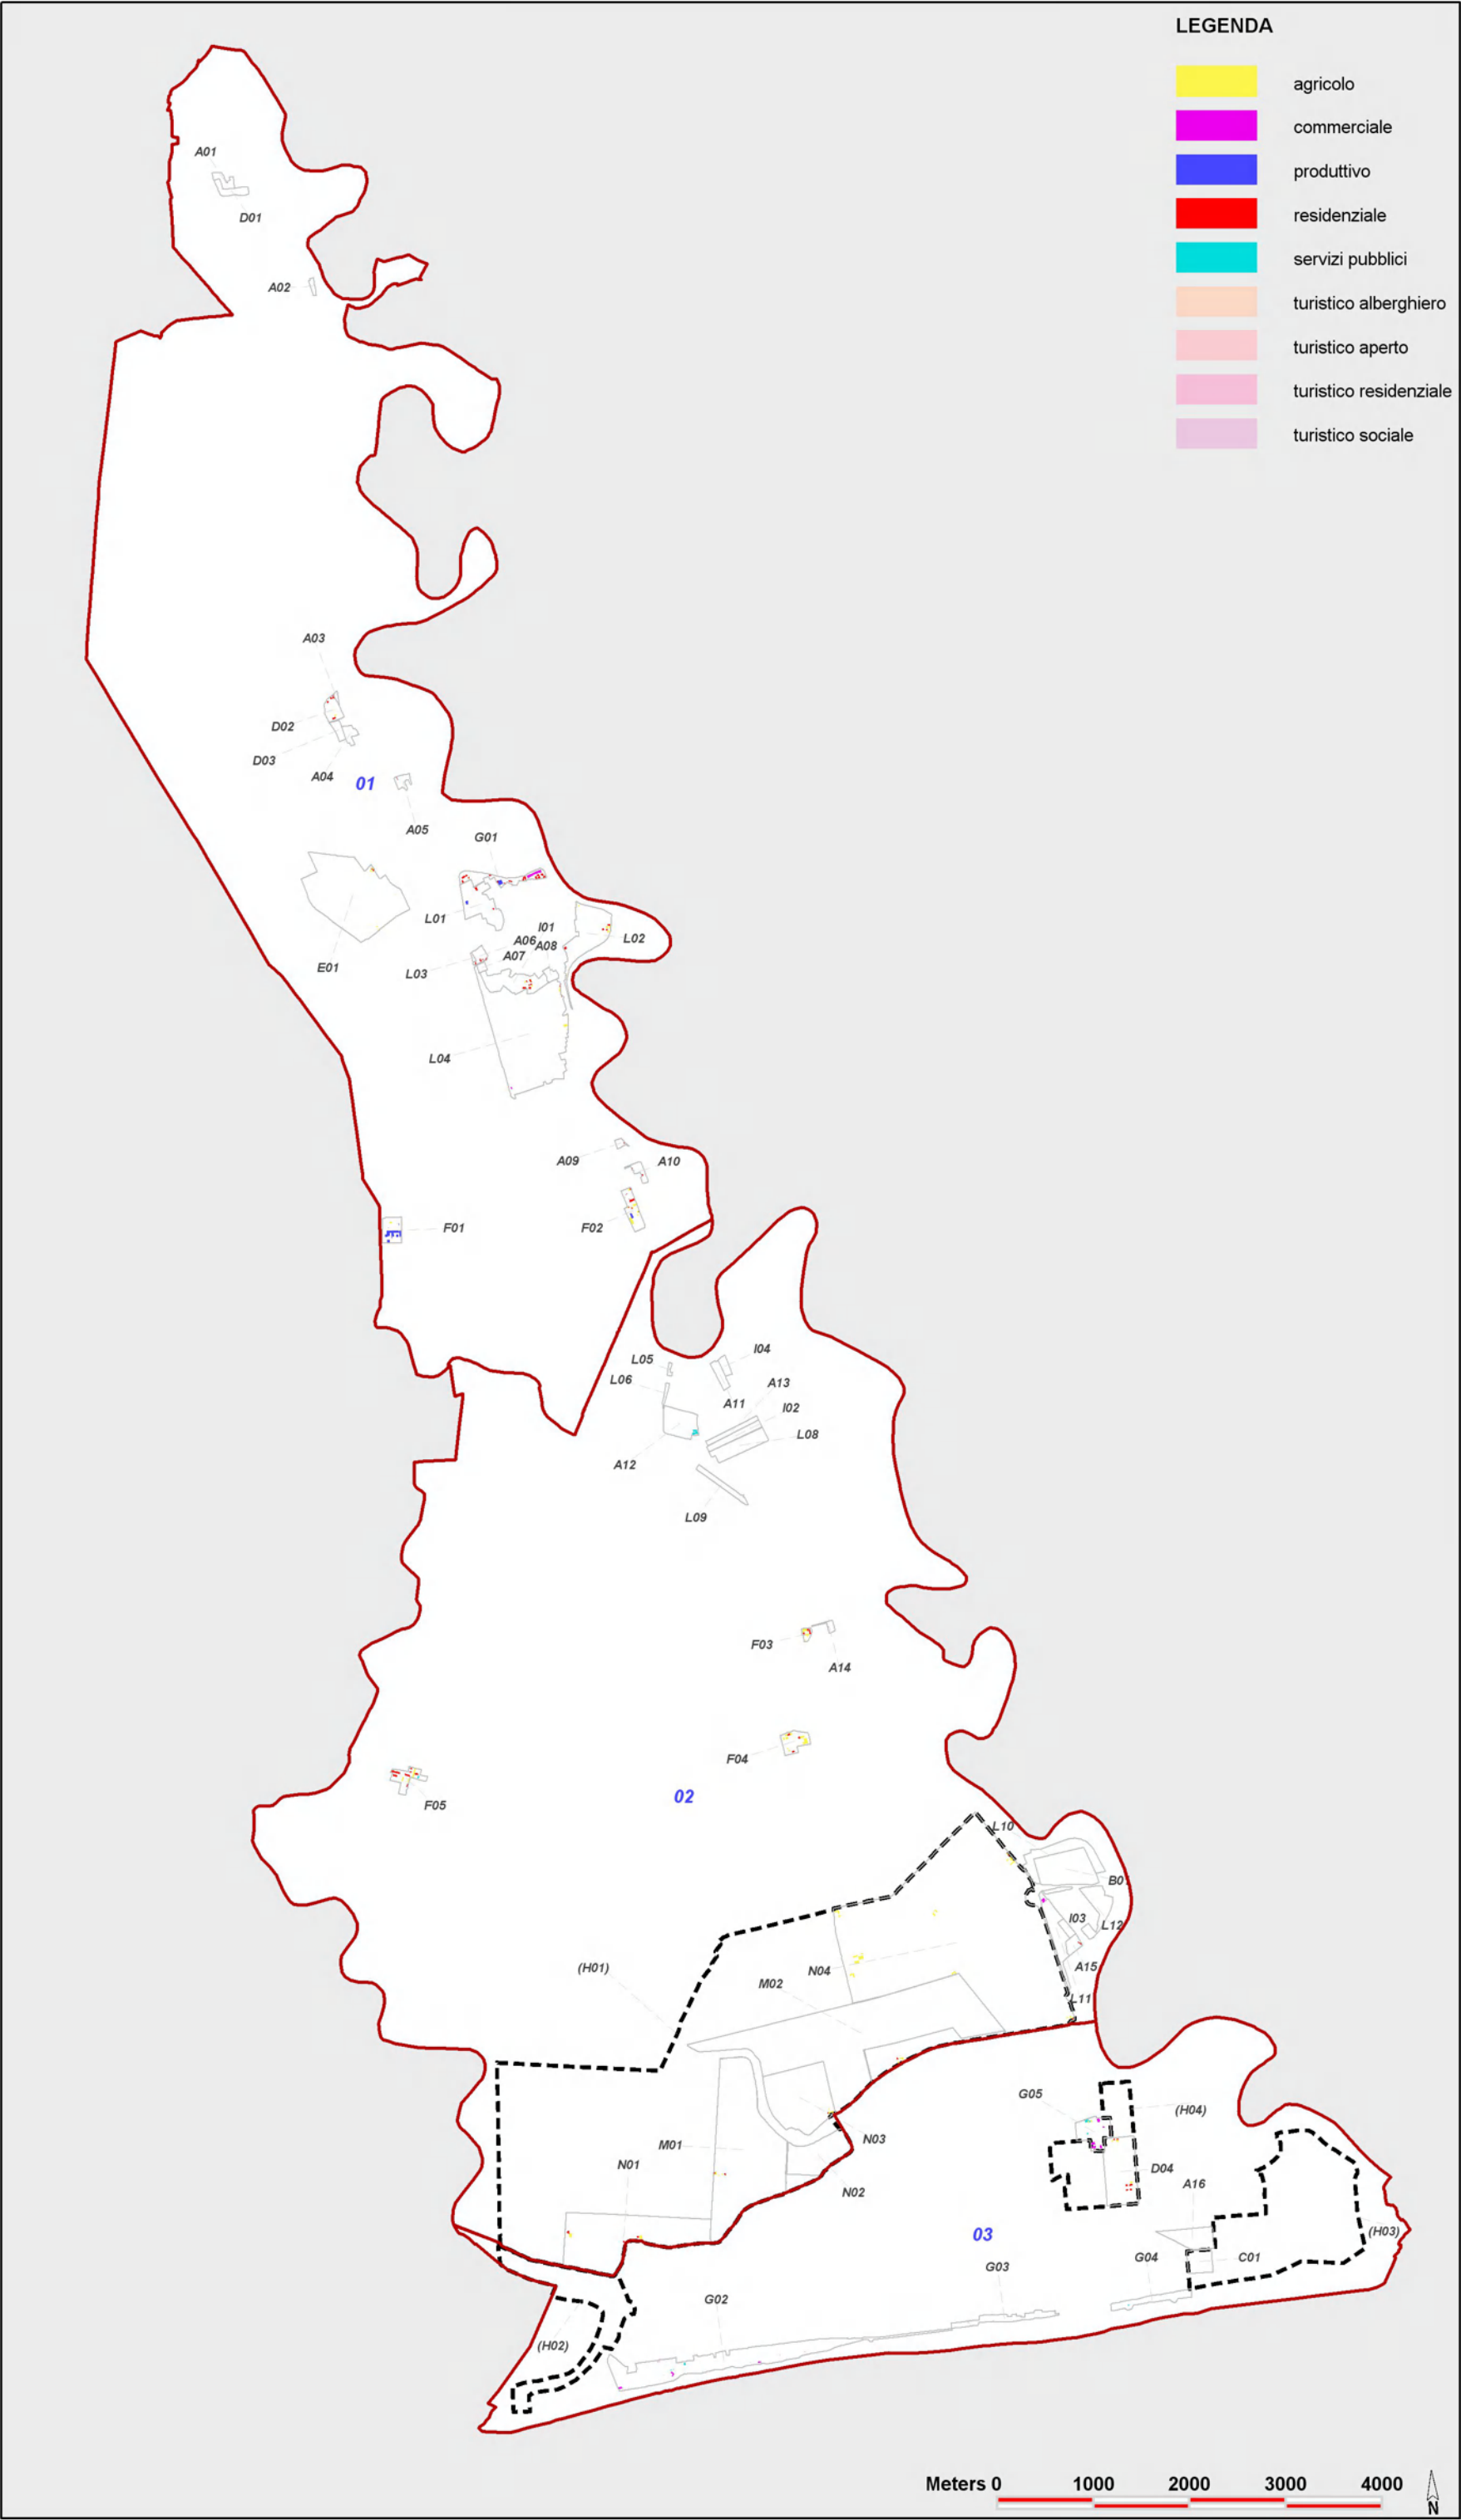 LEGENDA
agricolo
commerciale
produttivo
residenziale
servizi pubblici
turistico alberghiero
turistico aperto
turistico residenziale
turistico sociale
A01
D01
A02
A03
D02
D03
A04
01
A05
G01
L01
I01
L02
A06
A08
A07
E01
L03
L04
A09
A10
F01
F02
I04
L05
L06
A13
A11
I02
L08
A12
L09
F03
A14
F04
02
F05
L10
I03
L12
A15
(H01)
N04
M02
L11
G05
(H04)
N03
M01
N01
D04
A16
N02
03
(H03)
G04
C01
G03
G02
(H02)
Meters 0 1000 2000 3000 4000
N